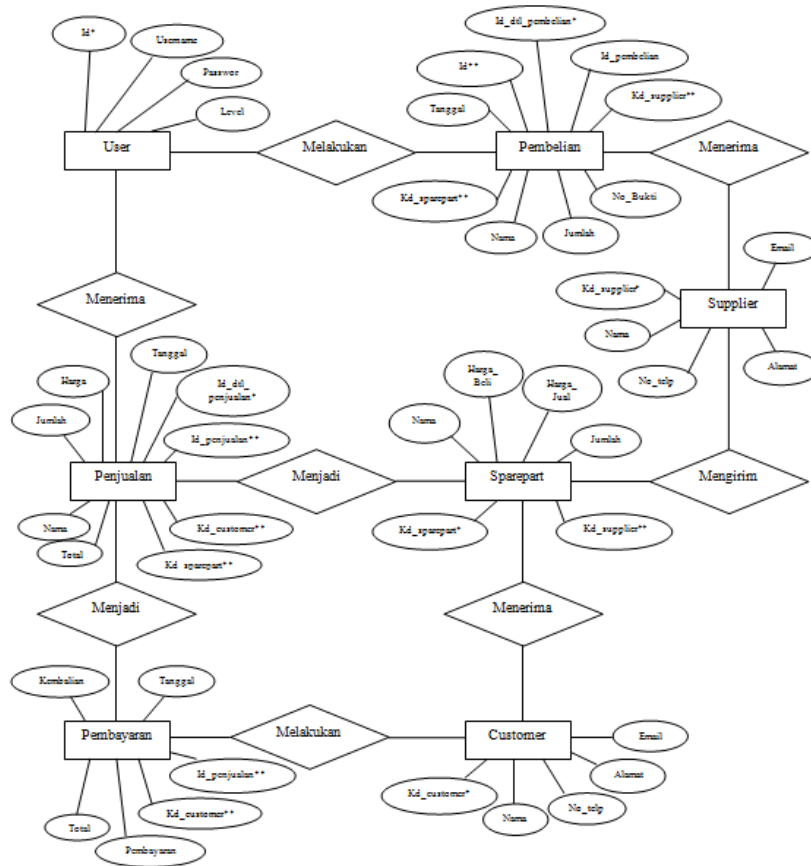 Id_dtl_pembelian*
Id*
Username
Id_pembelian
Id**
Passwor
Kd_supplier**
Tanggal
Level
User
Melakukan
Pembelian
Menerima
Kd_sparepart**
No_Bukti
Nama
Jumlah
Email
Kd_supplier*
Menerima
Supplier
Nama
Tanggal
Alamat
Harga_
Beli
Harga
Id_dtl_
penjualan*
Harga_
Jual
No_telp
Jumlah
Nama
Id_penjualan**
Jumlah
Penjualan
Menjadi
Sparepart
Mengirim
Nama
Kd_customer**
Kd_sparepart*
Kd_supplier**
Total
Kd_sparepart**
Menjadi
Menerima
Kembalian
Tanggal
Pembayaran
Melakukan
Customer
Email
Id_penjualan**
Alamat
Kd_customer*
Kd_customer**
No_telp
Nama
Total
Pembayaran